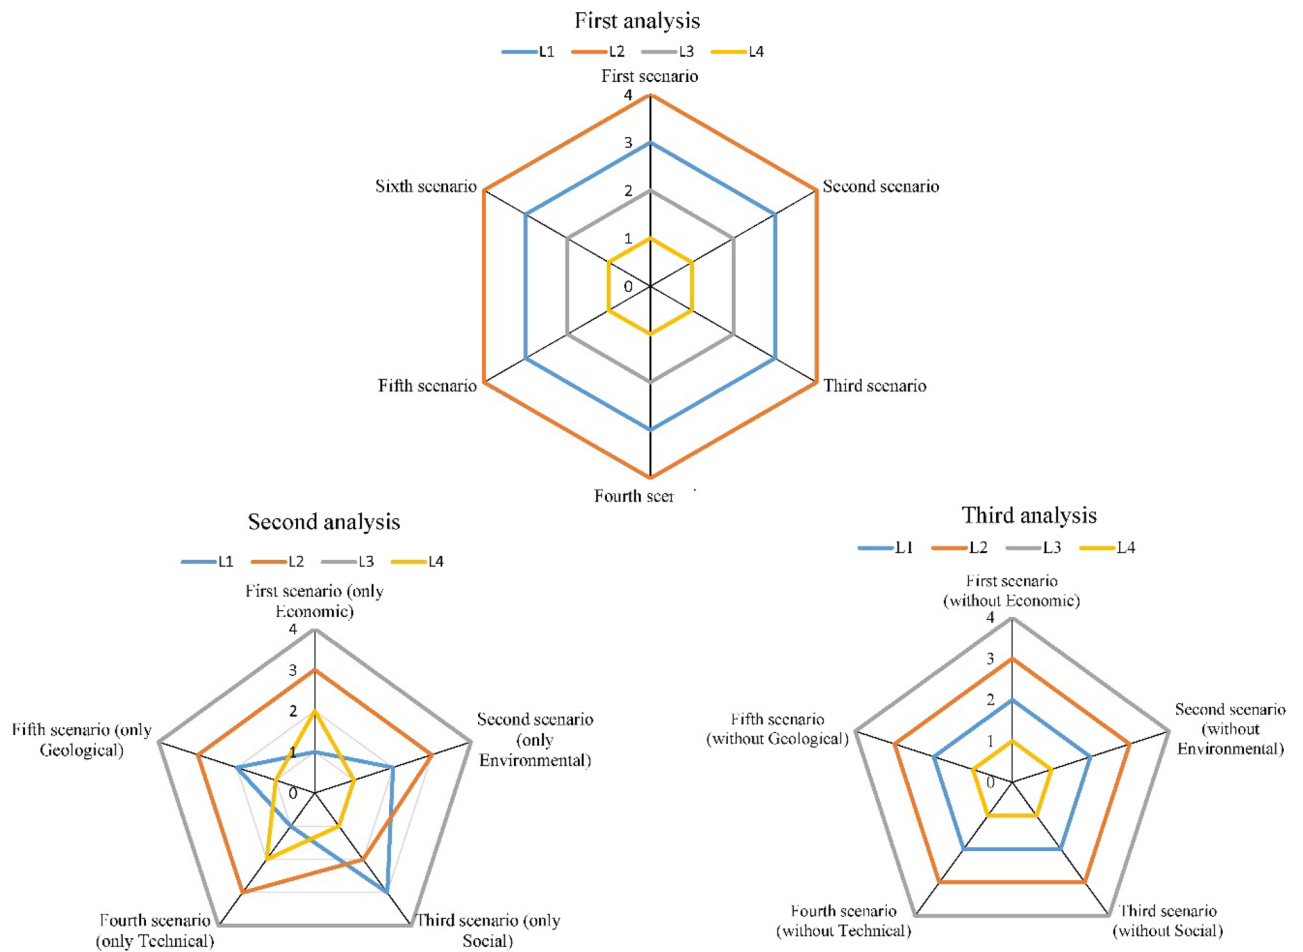 First analysis
L1 L2 L3 L4
First scenario
4
3
Sixth scenario
2
Second scenario
1
0
Fifth scenario
Third scenario
Fourth
Second analysis
L1 L2 L3 L4
First scenario (only
Economic)
4
3
2
1
0
Fifth scenario (only
Geological)
Second scenario
(only
Environmental)
Fourth scenario
(only Technical)
Third scenario (only
Social)
Third analysis
L1 L2 L3 L4
First scenario
(without Economic)
4
3
2
1
0
Fifth scenario
(without Geological)
Second scenario
(without
Environmental)
Fourth scenario
(without Technical)
Third scenario
(without Social)